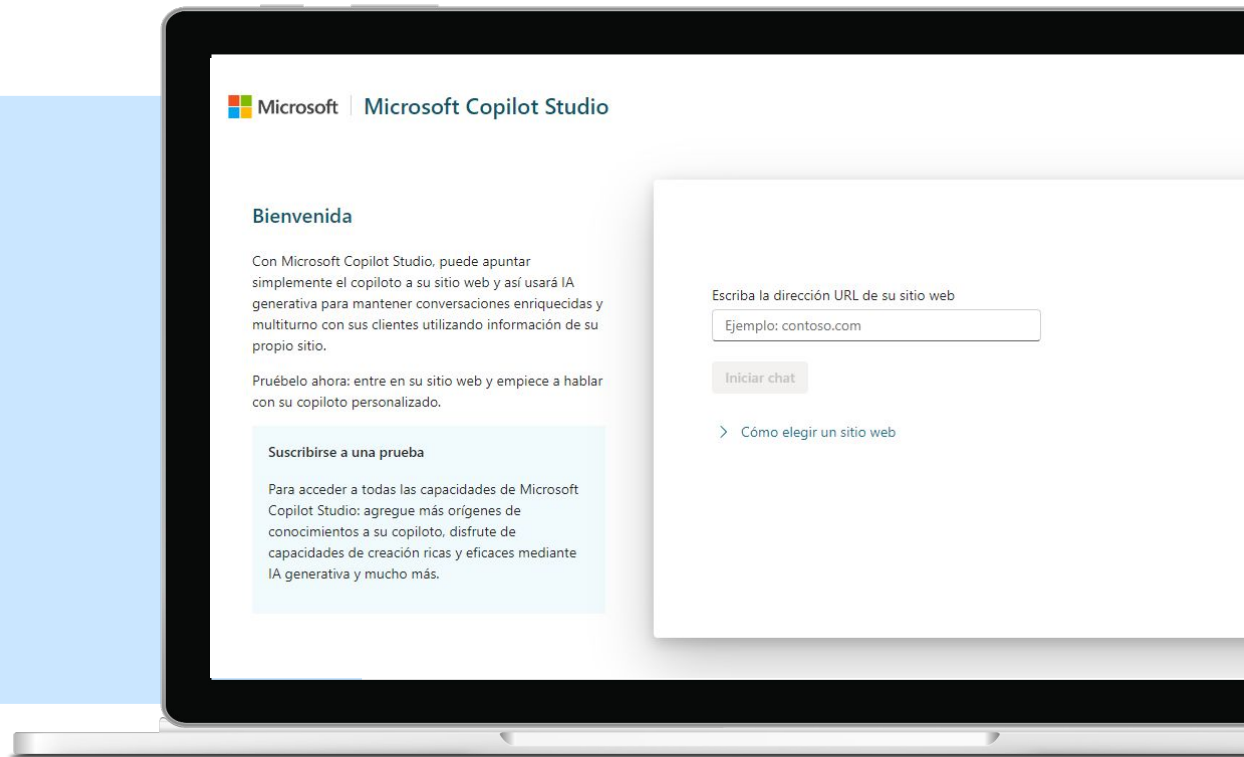 Microsoft | Microsoft Copilot Studio
Bienvenida
Con Microsoft Copilot Studio, puede apuntar
simplemente el copiloto a su sitio web y así usará IA
generativa para mantener conversaciones enriquecidas y
multiturno con sus clientes utilizando información de su
propio sitio.
Pruébelo ahora: entre en su sitio web y empiece a hablar
con su copiloto personalizado.
Suscribirse a una prueba
Para acceder a todas las capacidades de Microsoft
Copilot Studio: agregue más orígenes de
conocimientos a su copiloto, disfrute de
capacidades de creación ricas y eficaces mediante
IA generativa y mucho más.
Escriba la dirección URL de su sitio web
Ejemplo: contoso.com
Iniciar chat
Cómo elegir un sitio web